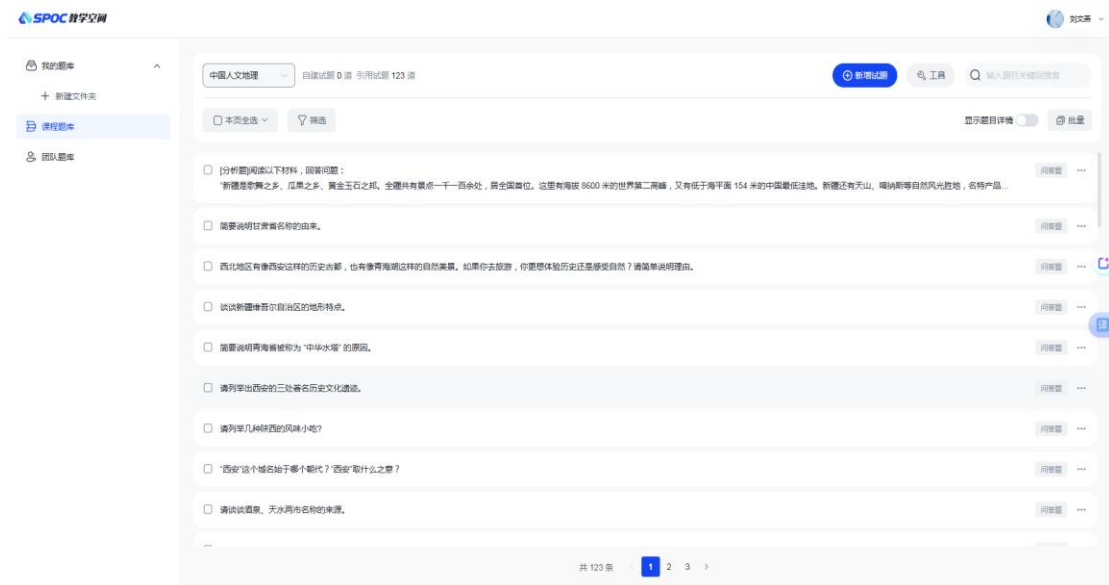 SPOC教学空间
刘文燕
我的题库
新建文件夹
课程题库
团队题库
中国人文地理
自建试题 0 道 引用试题 123 道
新增试题
工具
输入题目关键词搜索
本页全选
筛选
显示题目详情
批量
[分析题]阅读以下材料，回答问题：
“新疆是歌舞之乡、瓜果之乡、黄金玉石之邦。全疆共有景点一千一百余处，居全国首位。这里有海拔 8600 米的世界第二高峰，又有低于海平面 154 米的中国最低洼地。新疆还有天山、喀纳斯等自然风光胜地，名特产品...
问答题
简要说明甘肃省名称的由来。
问答题
西北地区有像西安这样的历史古都，也有像青海湖这样的自然美景。如果你去旅游，你更想体验历史还是感受自然？请简单说明理由。
问答题
谈谈新疆维吾尔自治区的地形特点。
问答题
简要说明青海省被称为 “中华水塔” 的原因。
问答题
请列举出西安的三处著名历史文化遗迹。
问答题
请列举几种陕西的风味小吃?
问答题
“西安”这个域名始于哪个朝代？“西安”取什么之意？
问答题
请谈谈酒泉、天水两市名称的来源。
问答题
共 123 条
1 2 3